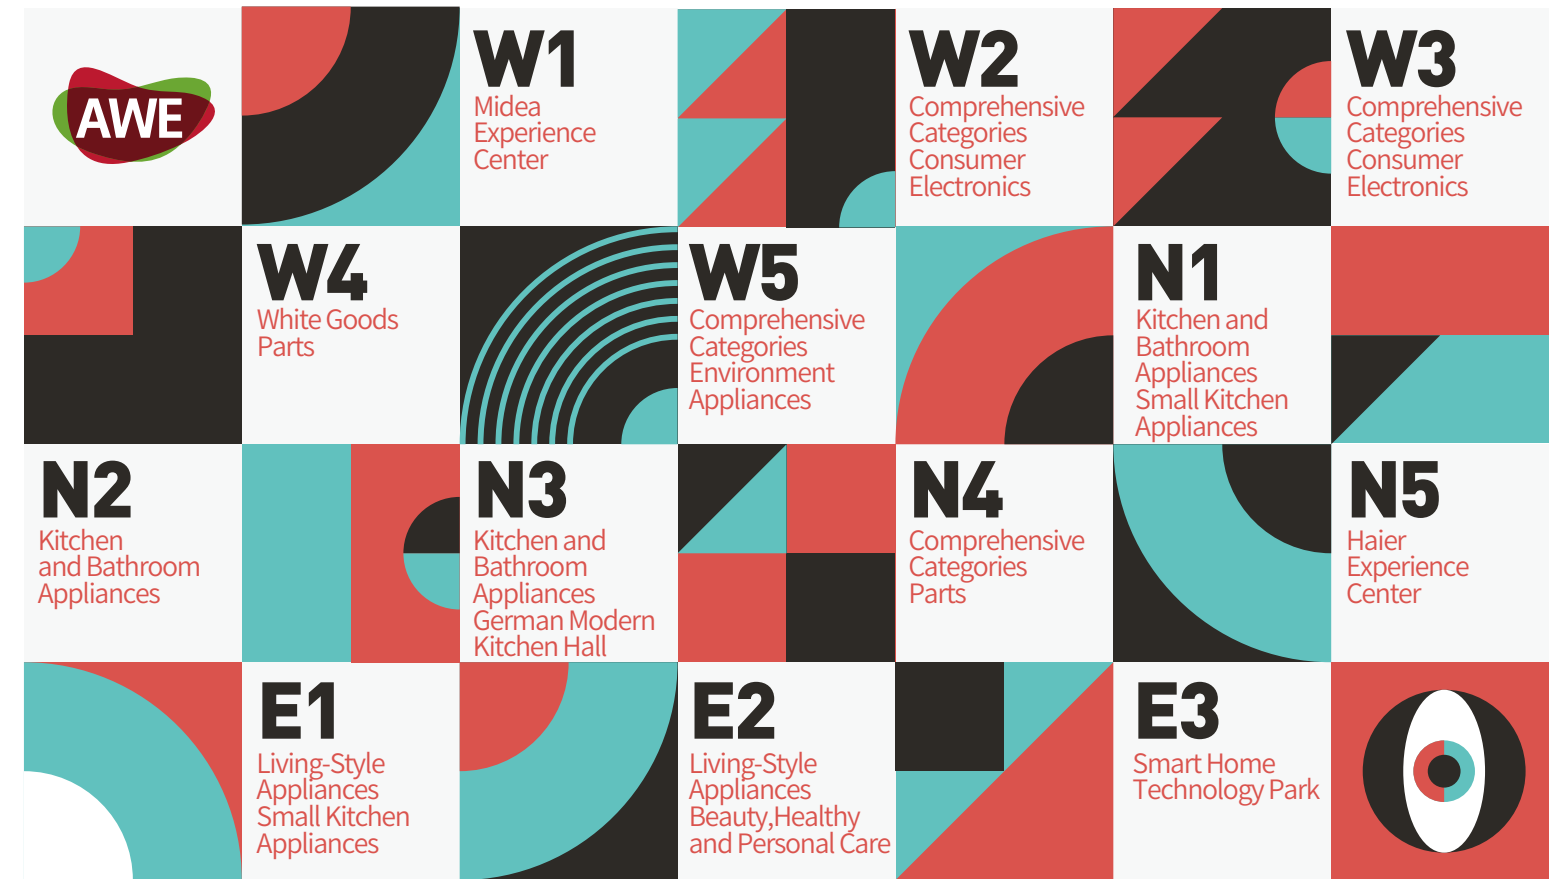 AWE
W1
Midea
Experience
Center
W2
Comprehensive
Categories
Consumer
Electronics
W3
Comprehensive
Categories
Consumer
Electronics
W4
White Goods
Parts
W5
Comprehensive
Categories
Environment
Appliances
N1
Kitchen and
Bathroom
Appliances
Small Kitchen
Appliances
N2
Kitchen
and Bathroom
Appliances
N3
Kitchen and
Bathroom
Appliances
German Modern
Kitchen Hall
N4
Comprehensive
Categories
Parts
N5
Haier
Experience
Center
E1
Living-Style
Appliances
Small Kitchen
Appliances
E2
Living-Style
Appliances
Beauty,Healthy
and Personal Care
E3
Smart Home
Technology Park